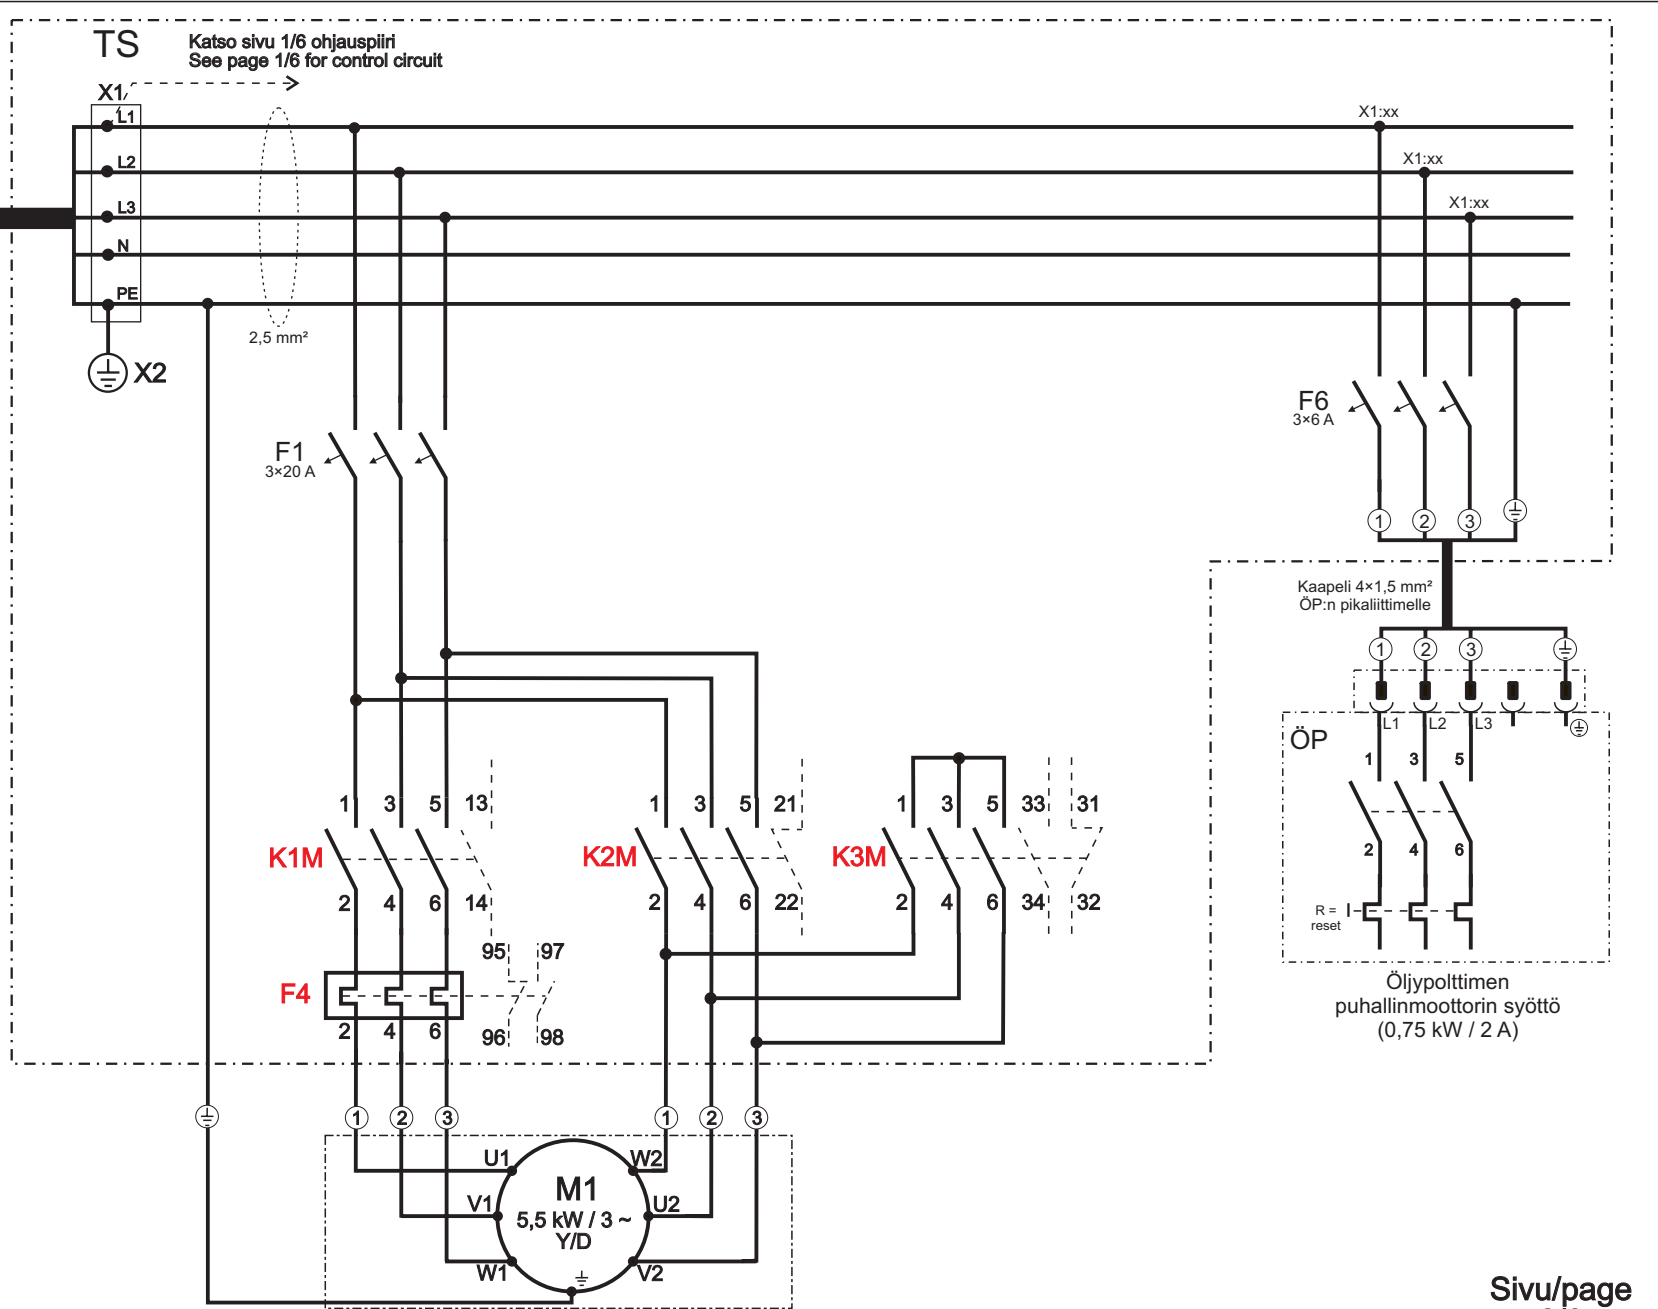 TS
Katso sivu 1/6 ohjauspiiri
See page 1/6 for control circuit
X1
L1
L2
L3
N
PE
X2
2,5 mm²
X1:xx
X1:xx
X1:xx
F1
3×20 A
F6
3×6 A
1 2 3
Kaapeli 4×1,5 mm²
ÖP:n pikaliittimelle
1 2 3
L1 L2 L3
ÖP
1 3 5
2 4 6
R =
reset
Öljypolttimen
puhallinmoottorin syöttö
(0,75 kW / 2 A)
1 3 5 13
K1M
2 4 6 14
1 3 5 21
K2M
2 4 6 22
1 3 5 33 31
K3M
2 4 6 34 32
95 97
F4
2 4 6 96 98
1 2 3
1 2 3
U1
V1
W1
M1
5,5 kW / 3 ~
Y/D
W2
U2
V2
Sivu/page